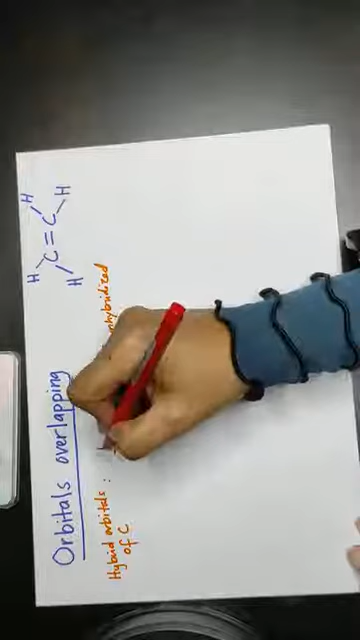 Orbitals overlapping
H H
C = C
H H
Hybrid orbitals :
of C